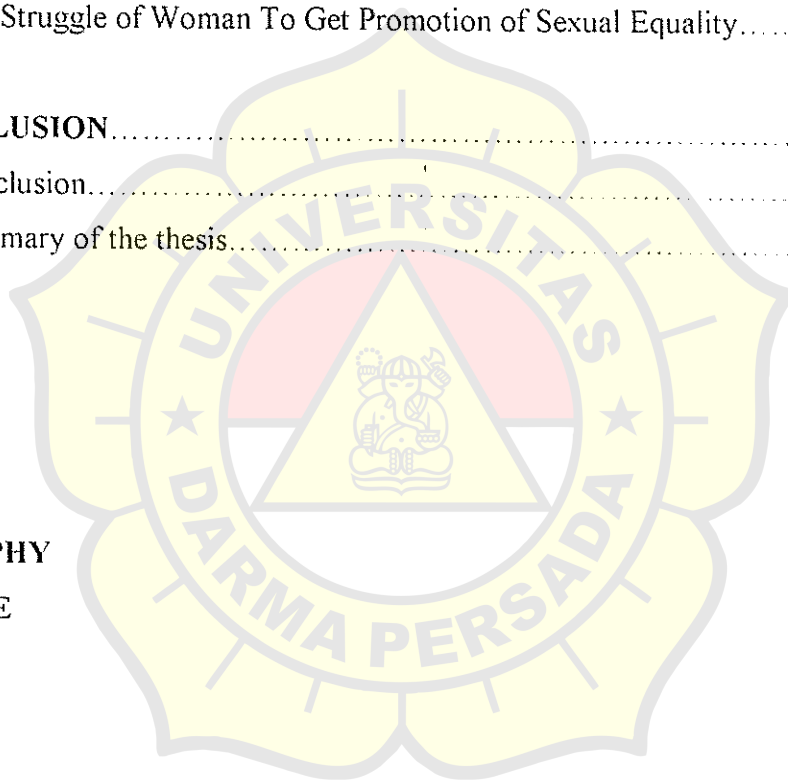 Struggle of Woman To Get Promotion of Sexual Equality......
LUSION................................................................
clusion................................................................
mary of the thesis................................................
UNIVERSITAS
DARMA PERSADA
PHY
E